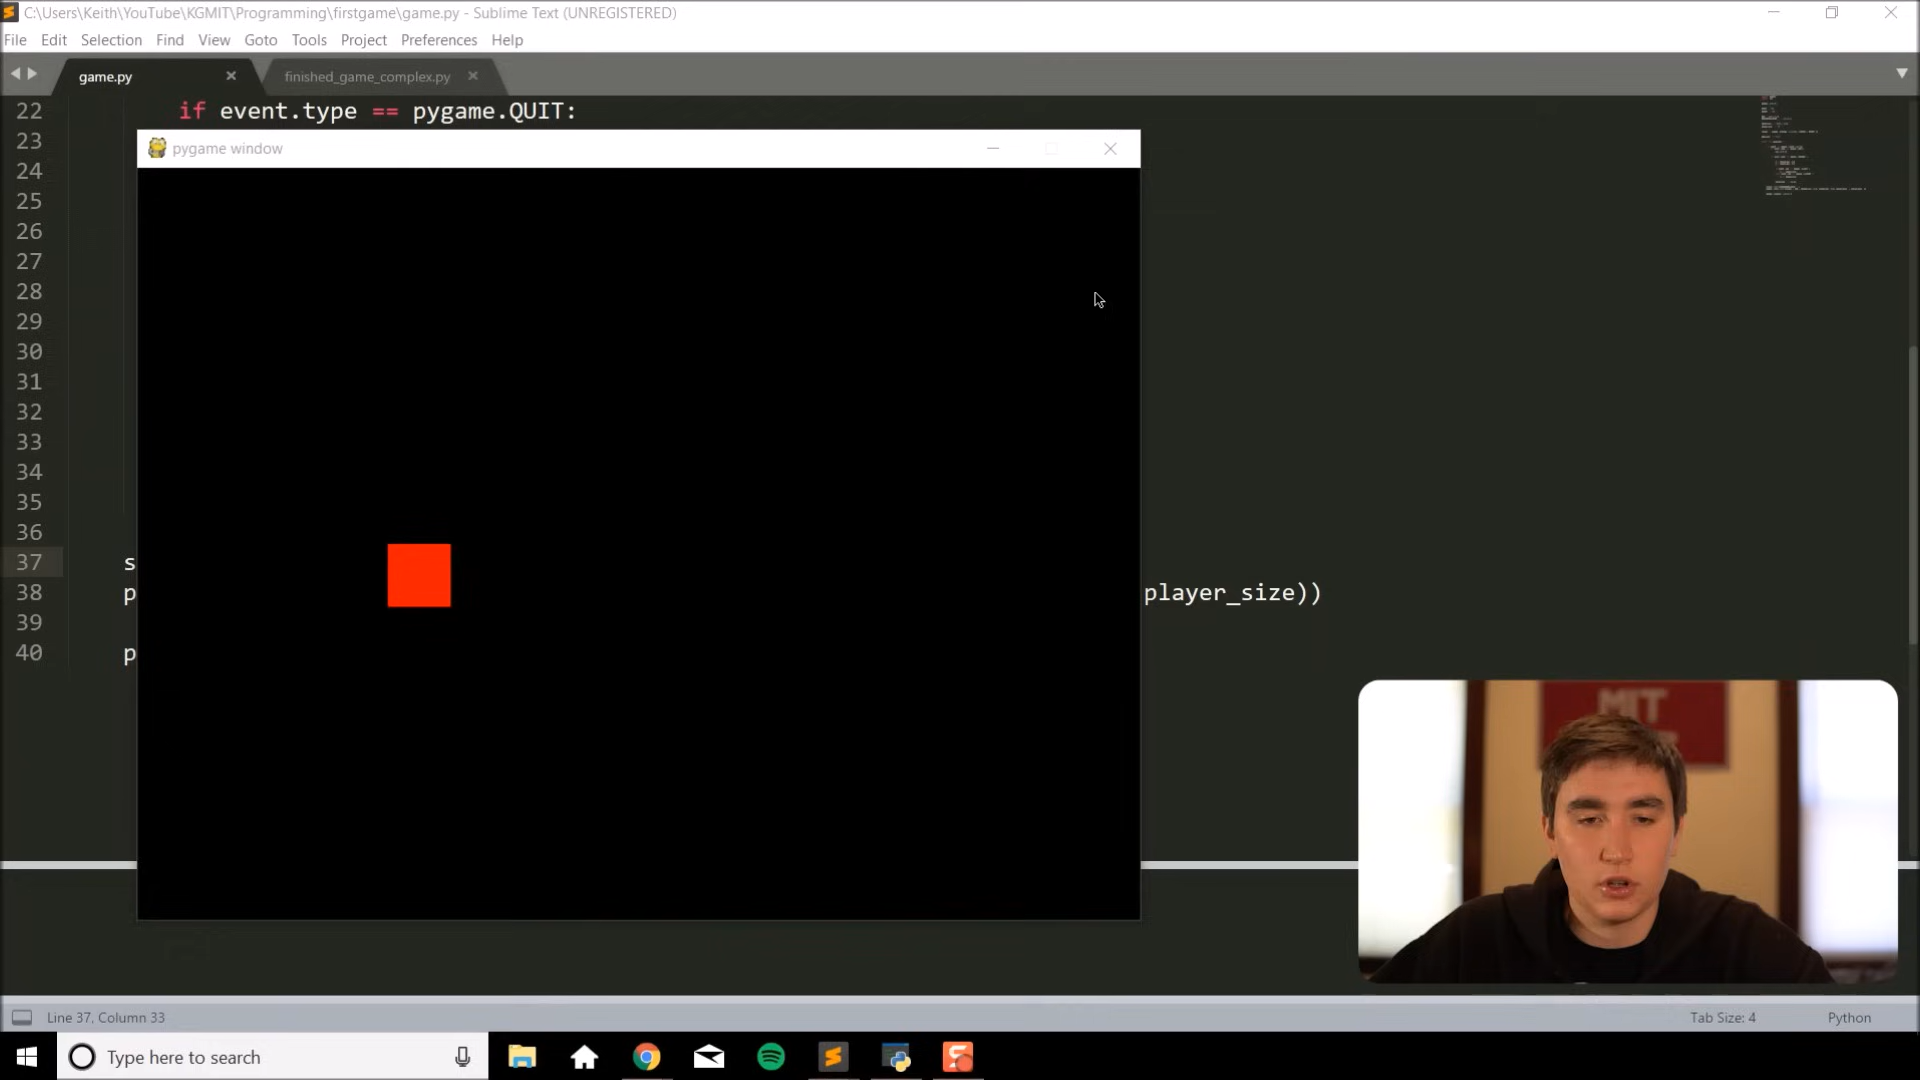 C:\Users\Keith\YouTube\KGMIT\Programming\firstgame\game.py - Sublime Text (UNREGISTERED)
File Edit Selection Find View Goto Tools Project Preferences Help
game.py finished_game_complex.py
22 if event.type == pygame.QUIT:
23
pygame window
24
25
26
27
28
29
30
31
32
33
34
35
36
37 s
38 p player_size))
39
40 p
MIT
Line 37, Column 33 Tab Size: 4 Python
Type here to search